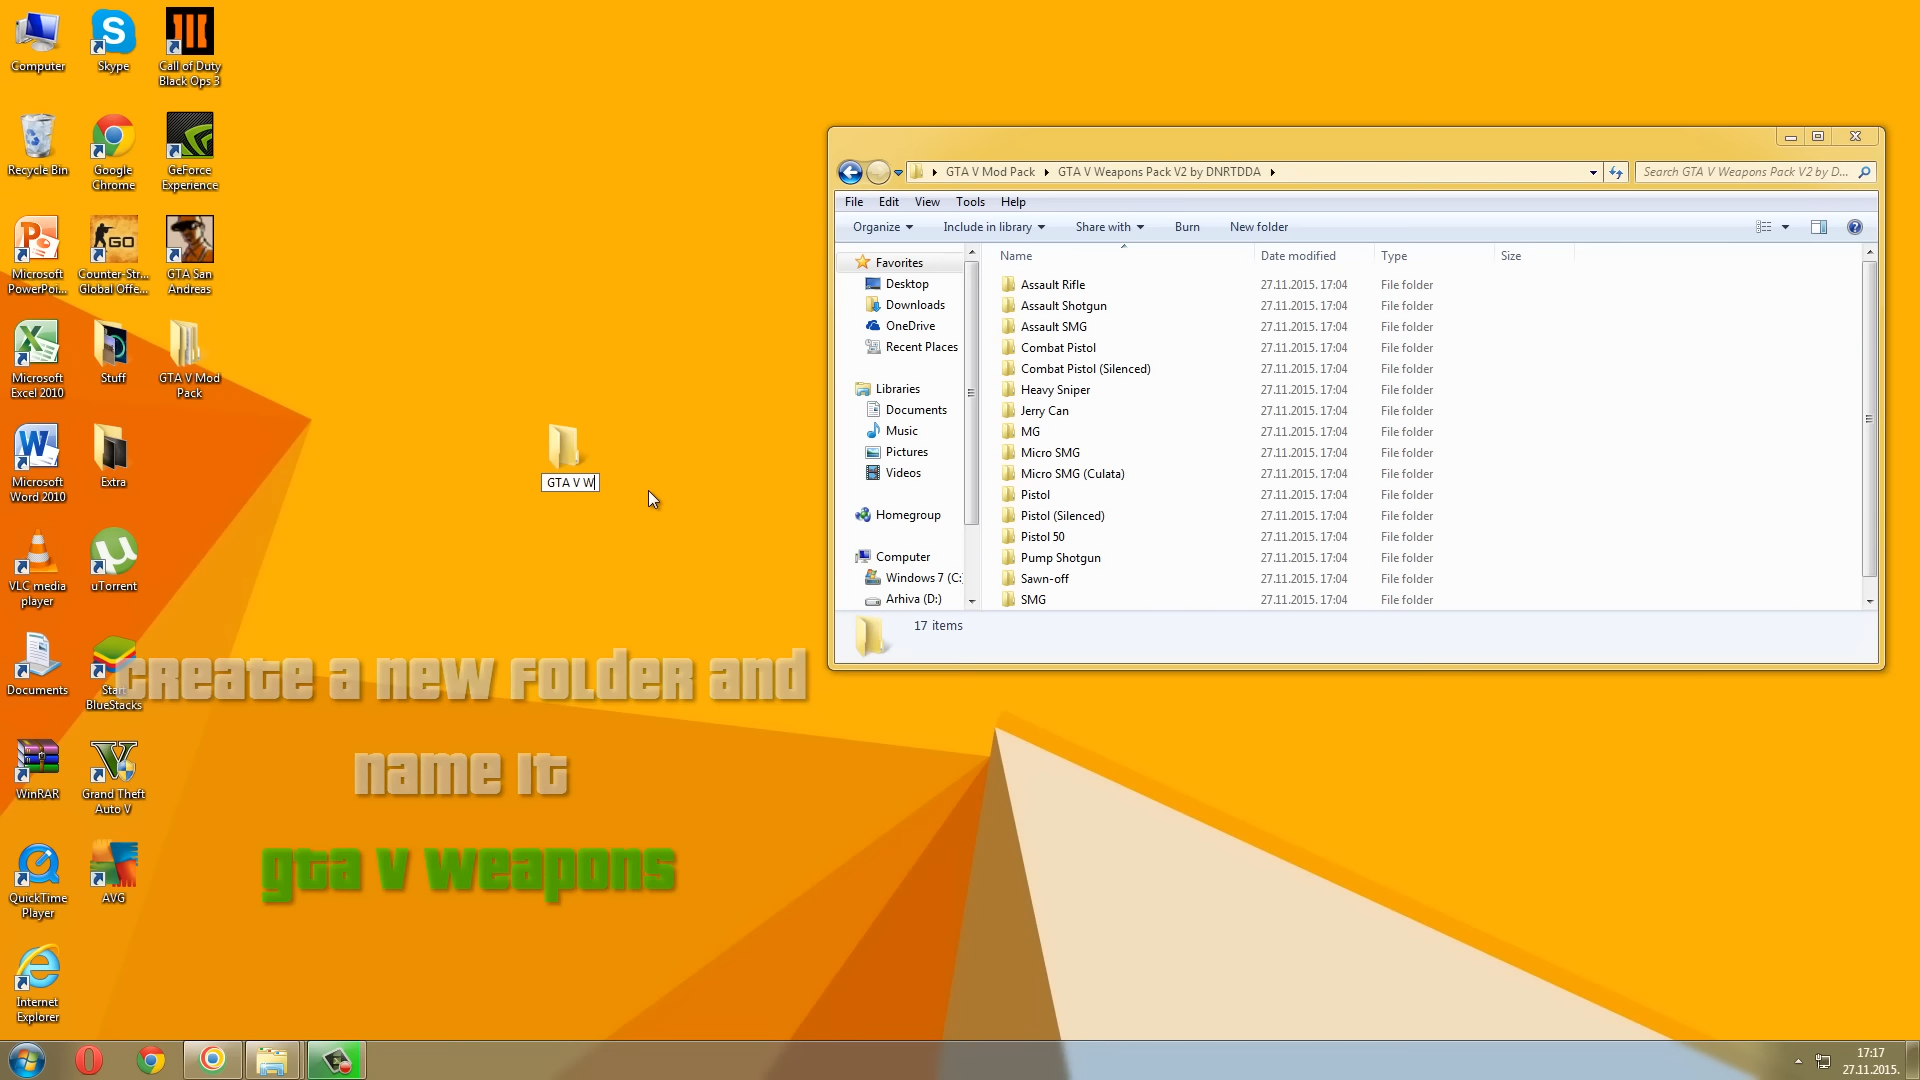 Computer
Skype
Call of Duty
Black Ops 3
Recycle Bin
Google
Chrome
GeForce
Experience
Microsoft
PowerPoi...
Counter-Str...
Global Offe...
GTA San
Andreas
Microsoft
Excel 2010
Stuff
GTA V Mod
Pack
Microsoft
Word 2010
Extra
VLC media
player
uTorrent
Documents
Start
BlueStacks
WinRAR
Grand Theft
Auto V
QuickTime
Player
AVG
Internet
Explorer
GTA V W
Create a new folder and
name it
GTA V Weapons
GTA V Mod Pack GTA V Weapons Pack V2 by DNRTDDA
Search GTA V Weapons Pack V2 by D...
File Edit View Tools Help
Organize Include in library Share with Burn New folder
Favorites
Desktop
Downloads
OneDrive
Recent Places
Libraries
Documents
Music
Pictures
Videos
Homegroup
Computer
Windows 7 (C:
Arhiva (D:)
Name Date modified Type Size
Assault Rifle 27.11.2015. 17:04 File folder
Assault Shotgun 27.11.2015. 17:04 File folder
Assault SMG 27.11.2015. 17:04 File folder
Combat Pistol 27.11.2015. 17:04 File folder
Combat Pistol (Silenced) 27.11.2015. 17:04 File folder
Heavy Sniper 27.11.2015. 17:04 File folder
Jerry Can 27.11.2015. 17:04 File folder
MG 27.11.2015. 17:04 File folder
Micro SMG 27.11.2015. 17:04 File folder
Micro SMG (Culata) 27.11.2015. 17:04 File folder
Pistol 27.11.2015. 17:04 File folder
Pistol (Silenced) 27.11.2015. 17:04 File folder
Pistol 50 27.11.2015. 17:04 File folder
Pump Shotgun 27.11.2015. 17:04 File folder
Sawn-off 27.11.2015. 17:04 File folder
SMG 27.11.2015. 17:04 File folder
17 items
17:17
27.11.2015.